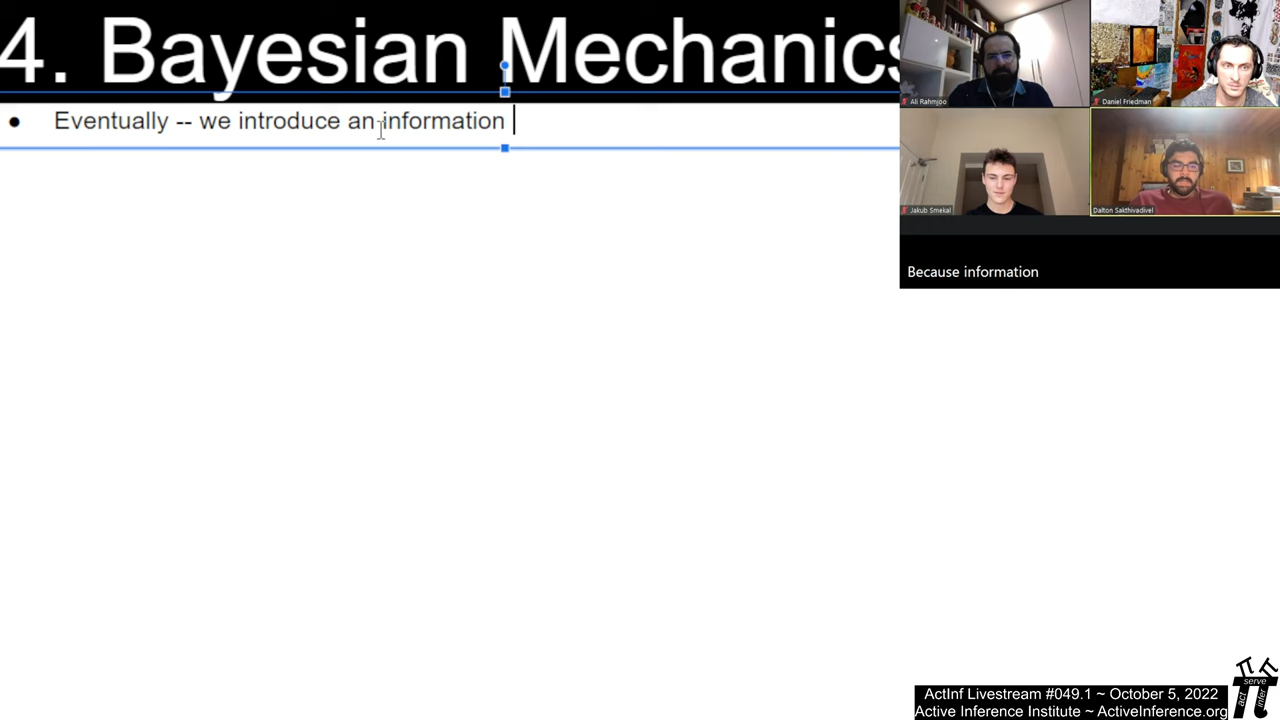 4. Bayesian Mechanics
● Eventually -- we introduce an information
Ali Rahmjoo
Daniel Friedman
Jakub Smekal
Dalton Sakthivadivel
Because information
serve
act
infer
ActInf Livestream #049.1 ~ October 5, 2022
Active Inference Institute ~ ActiveInference.org